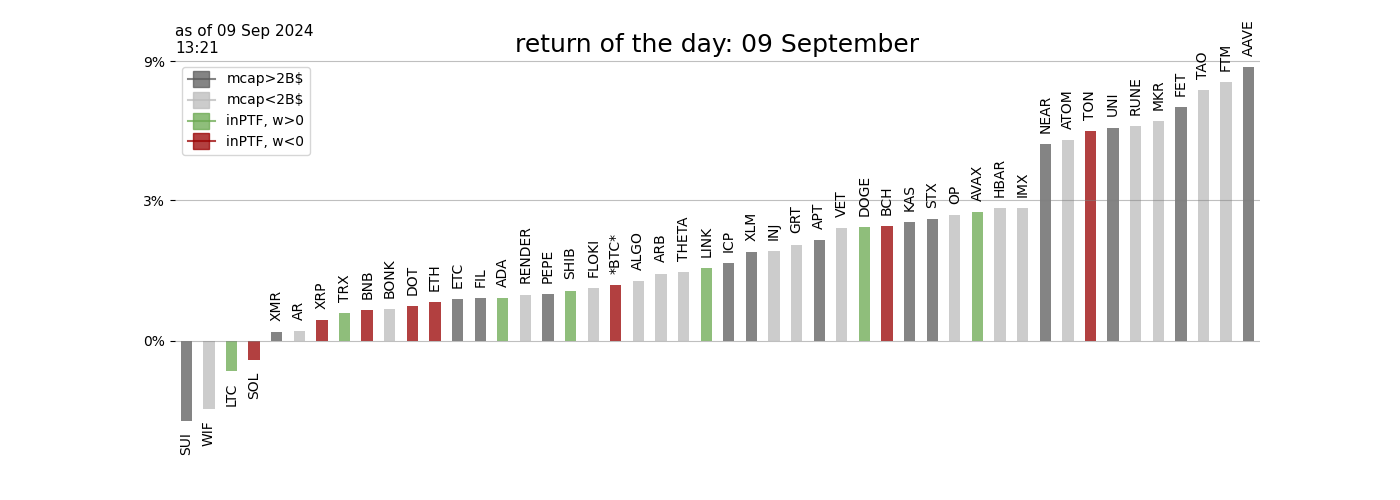 as of 09 Sep 2024
13:21
return of the day: 09 September
9%
3%
0%
mcap>2B$
mcap<2B$
inPTF, w>0
inPTF, w<0
SUI
WIF
LTC
SOL
XMR
AR
XRP
TRX
BNB
BONK
DOT
ETH
ETC
FIL
ADA
RENDER
PEPE
SHIB
FLOKI
*BTC*
ALGO
ARB
THETA
LINK
ICP
XLM
INJ
GRT
APT
VET
DOGE
BCH
KAS
STX
OP
AVAX
HBAR
IMX
NEAR
ATOM
TON
UNI
RUNE
MKR
FET
TAO
FTM
AAVE